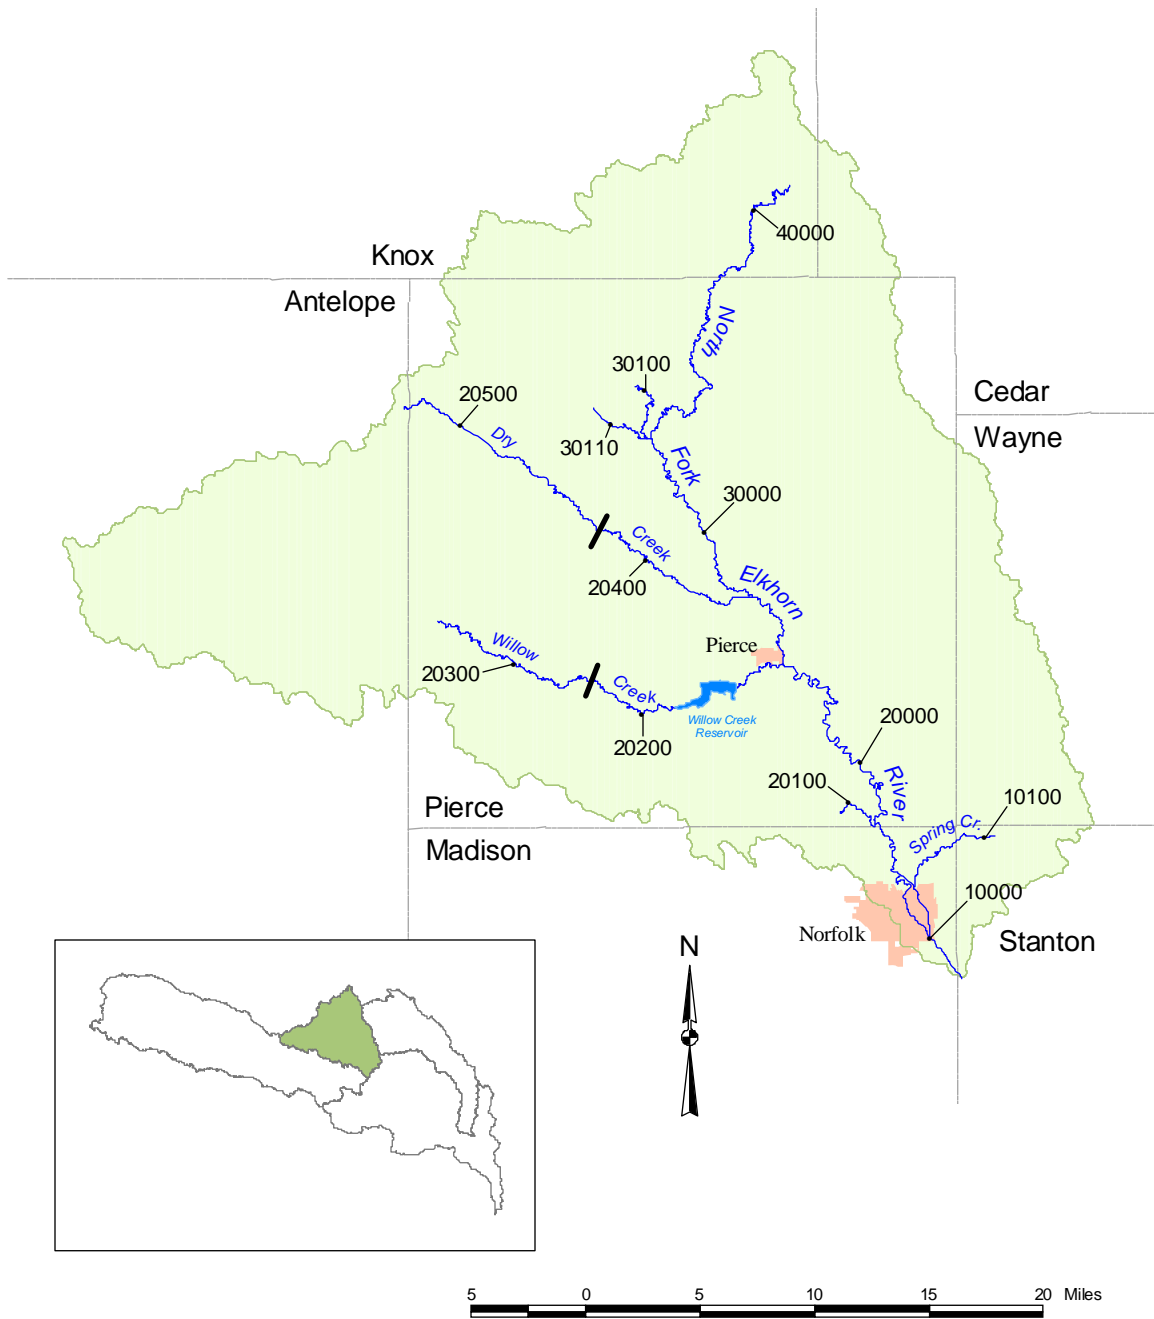 40000
Knox
Antelope
North
30100
20500
Cedar
Dry
Wayne
30110
Fork
30000
Creek
20400
Elkhorn
Willow
Pierce
20300
Creek
Willow Creek
Reservoir
20000
20200
River
20100
10100
Pierce
Spring Cr.
Madison
10000
Norfolk
Stanton
N
5 0 5 10 15 20 Miles